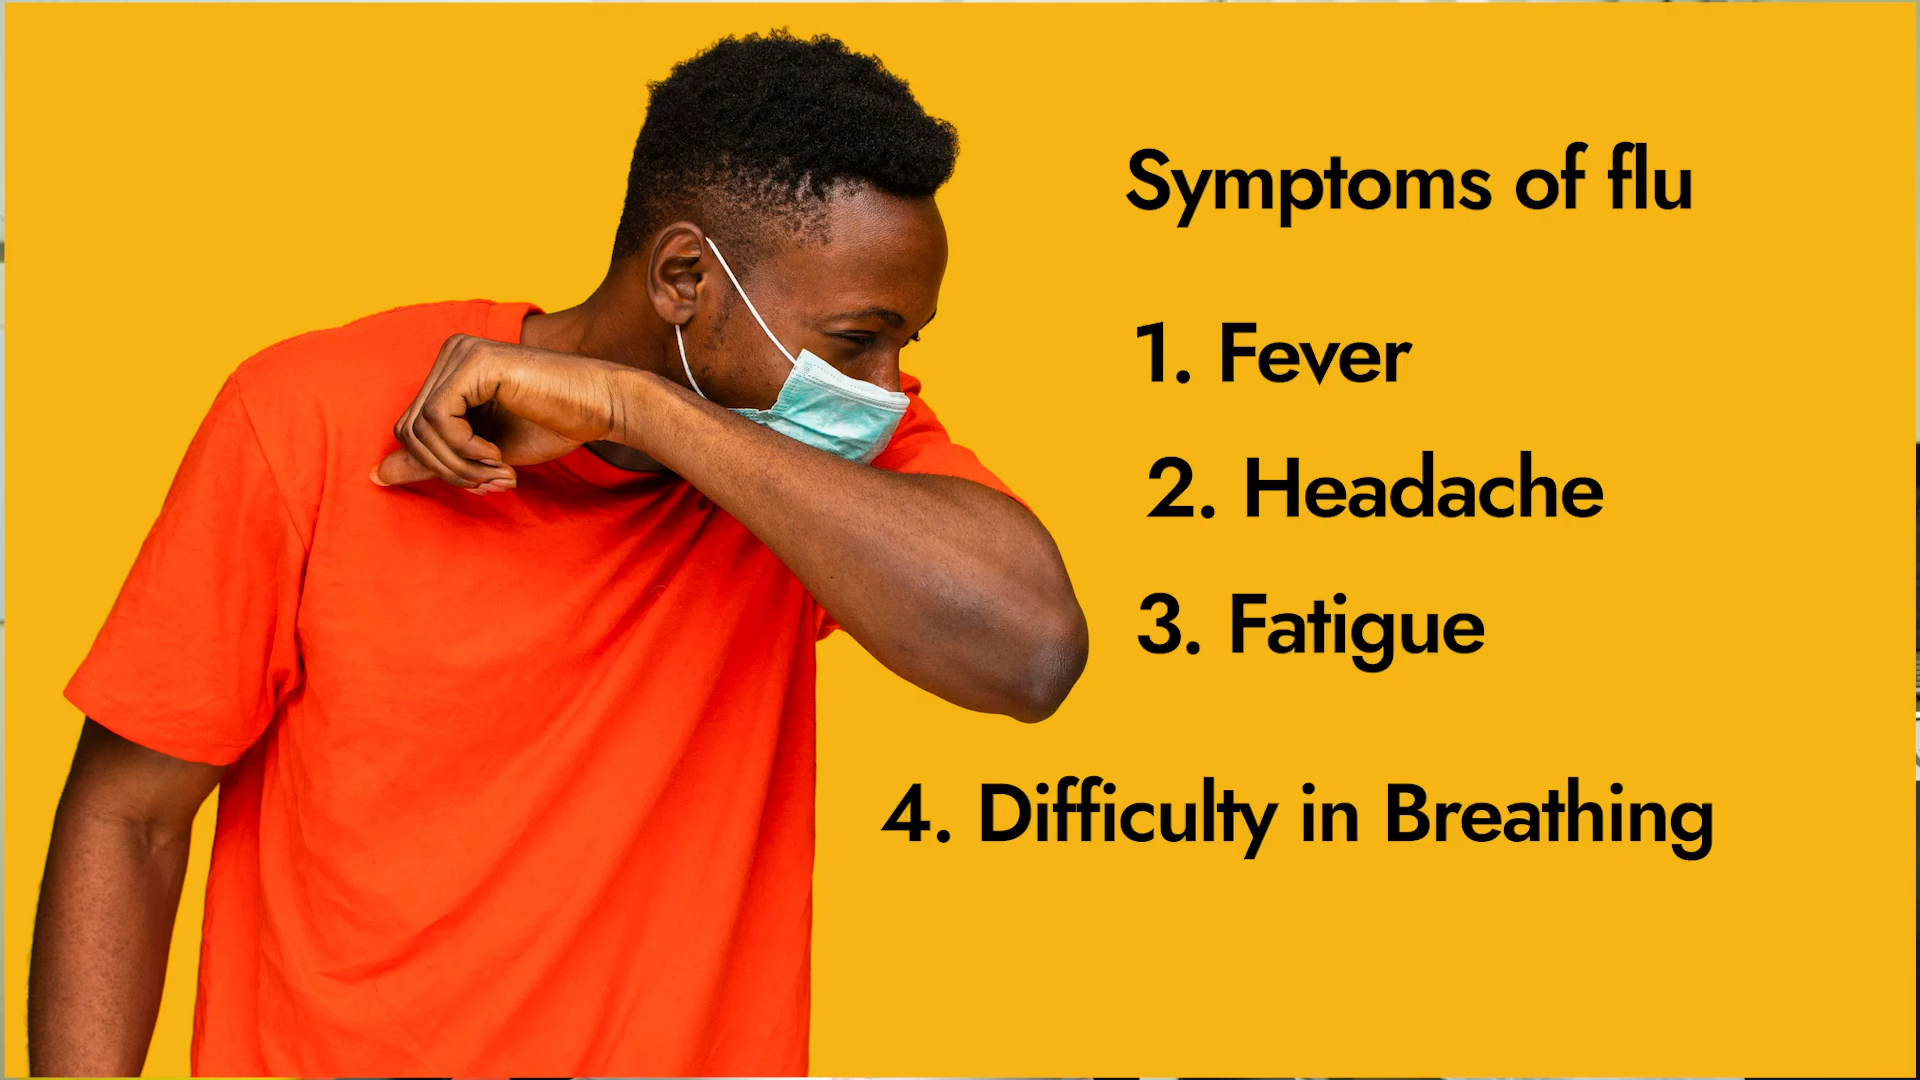 Symptoms of flu
1. Fever
2. Headache
3. Fatigue
4. Difficulty in Breathing